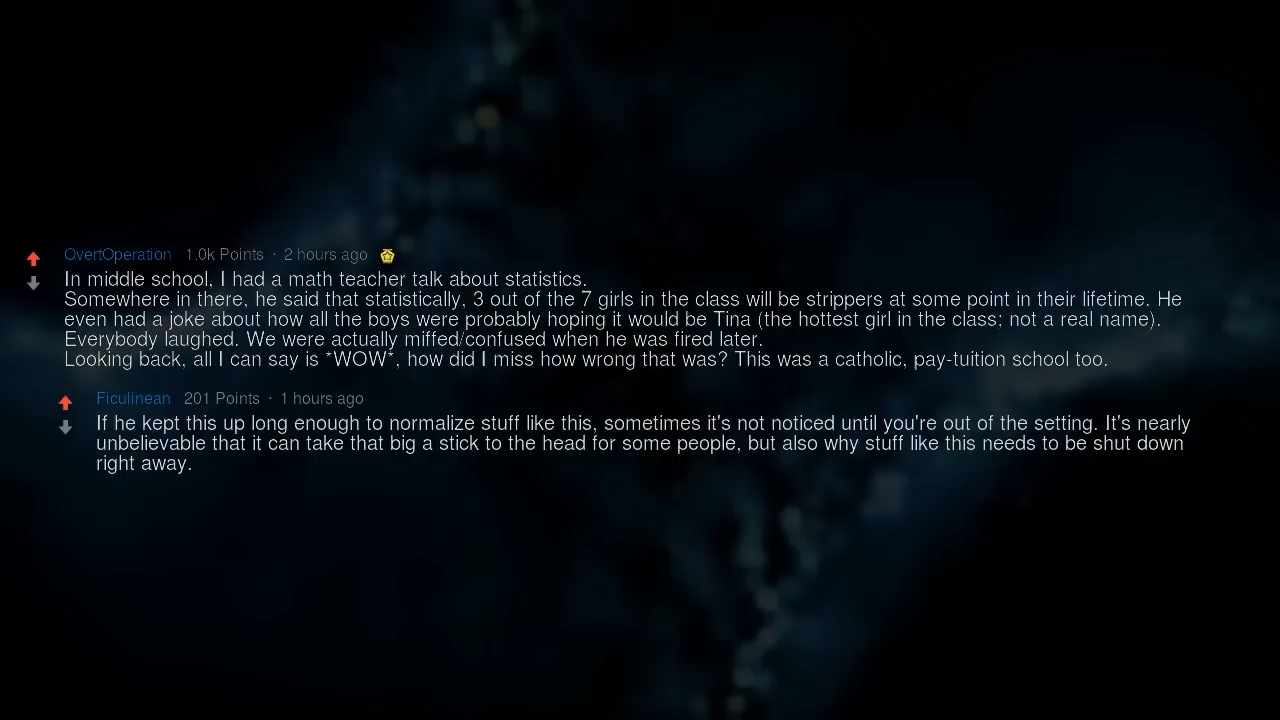 OvertOperation 1.0k Points · 2 hours ago
In middle school, I had a math teacher talk about statistics.
Somewhere in there, he said that statistically, 3 out of the 7 girls in the class will be strippers at some point in their lifetime. He
even had a joke about how all the boys were probably hoping it would be Tina (the hottest girl in the class; not a real name).
Everybody laughed. We were actually miffed/confused when he was fired later.
Looking back, all I can say is *WOW*, how did I miss how wrong that was? This was a catholic, pay-tuition school too.
Ficulinean 201 Points · 1 hours ago
If he kept this up long enough to normalize stuff like this, sometimes it's not noticed until you're out of the setting. It's nearly
unbelievable that it can take that big a stick to the head for some people, but also why stuff like this needs to be shut down
right away.